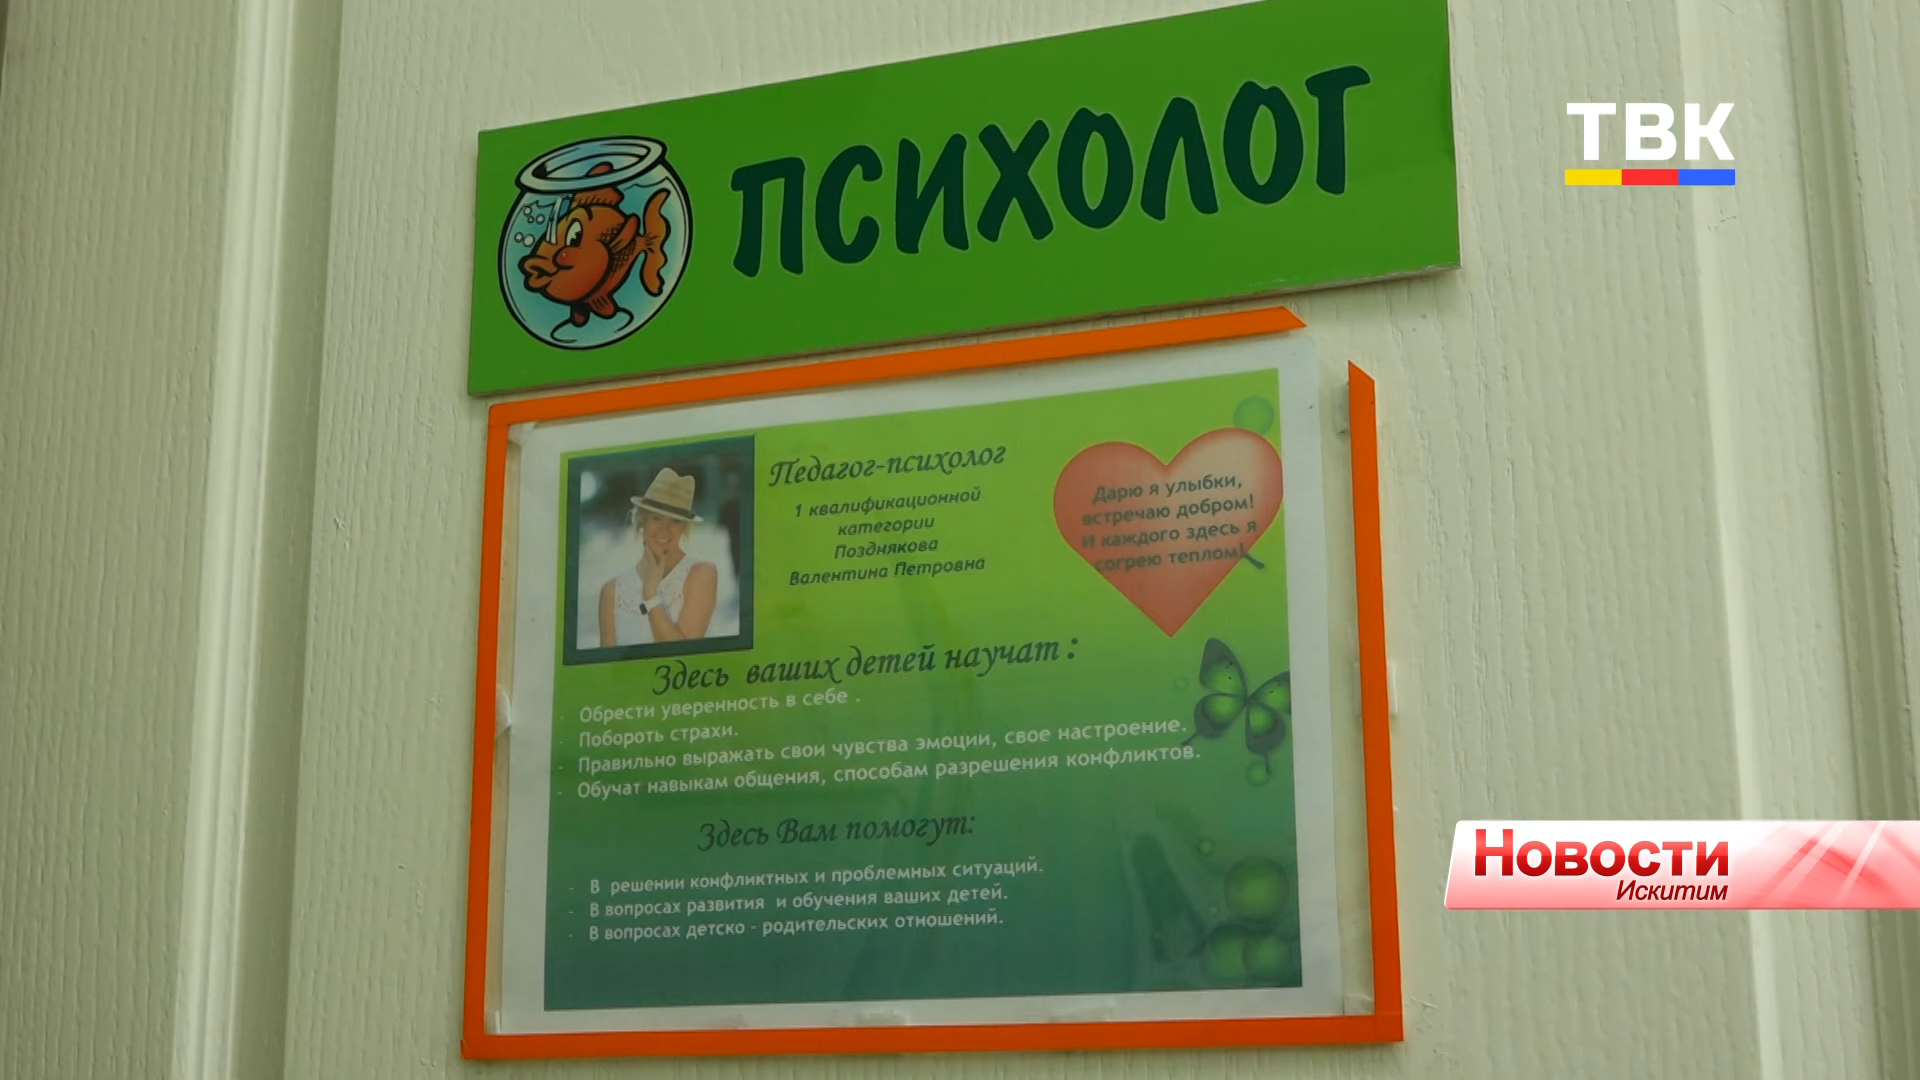 ПСИХОЛОГ
ТВК
Педагог-психолог
1 квалификационной
категории
Позднякова
Валентина Петровна
Дарю я улыбки,
встречаю добром!
И каждого здесь я
согрею теплом!
Здесь ваших детей научат :
- Обрести уверенность в себе .
- Побороть страхи.
- Правильно выражать свои чувства эмоции, свое настроение.
- Обучат навыкам общения, способам разрешения конфликтов.
Здесь Вам помогут:
- В решении конфликтных и проблемных ситуаций.
- В вопросах развития и обучения ваших детей.
- В вопросах детско - родительских отношений.
Новости
Искитим